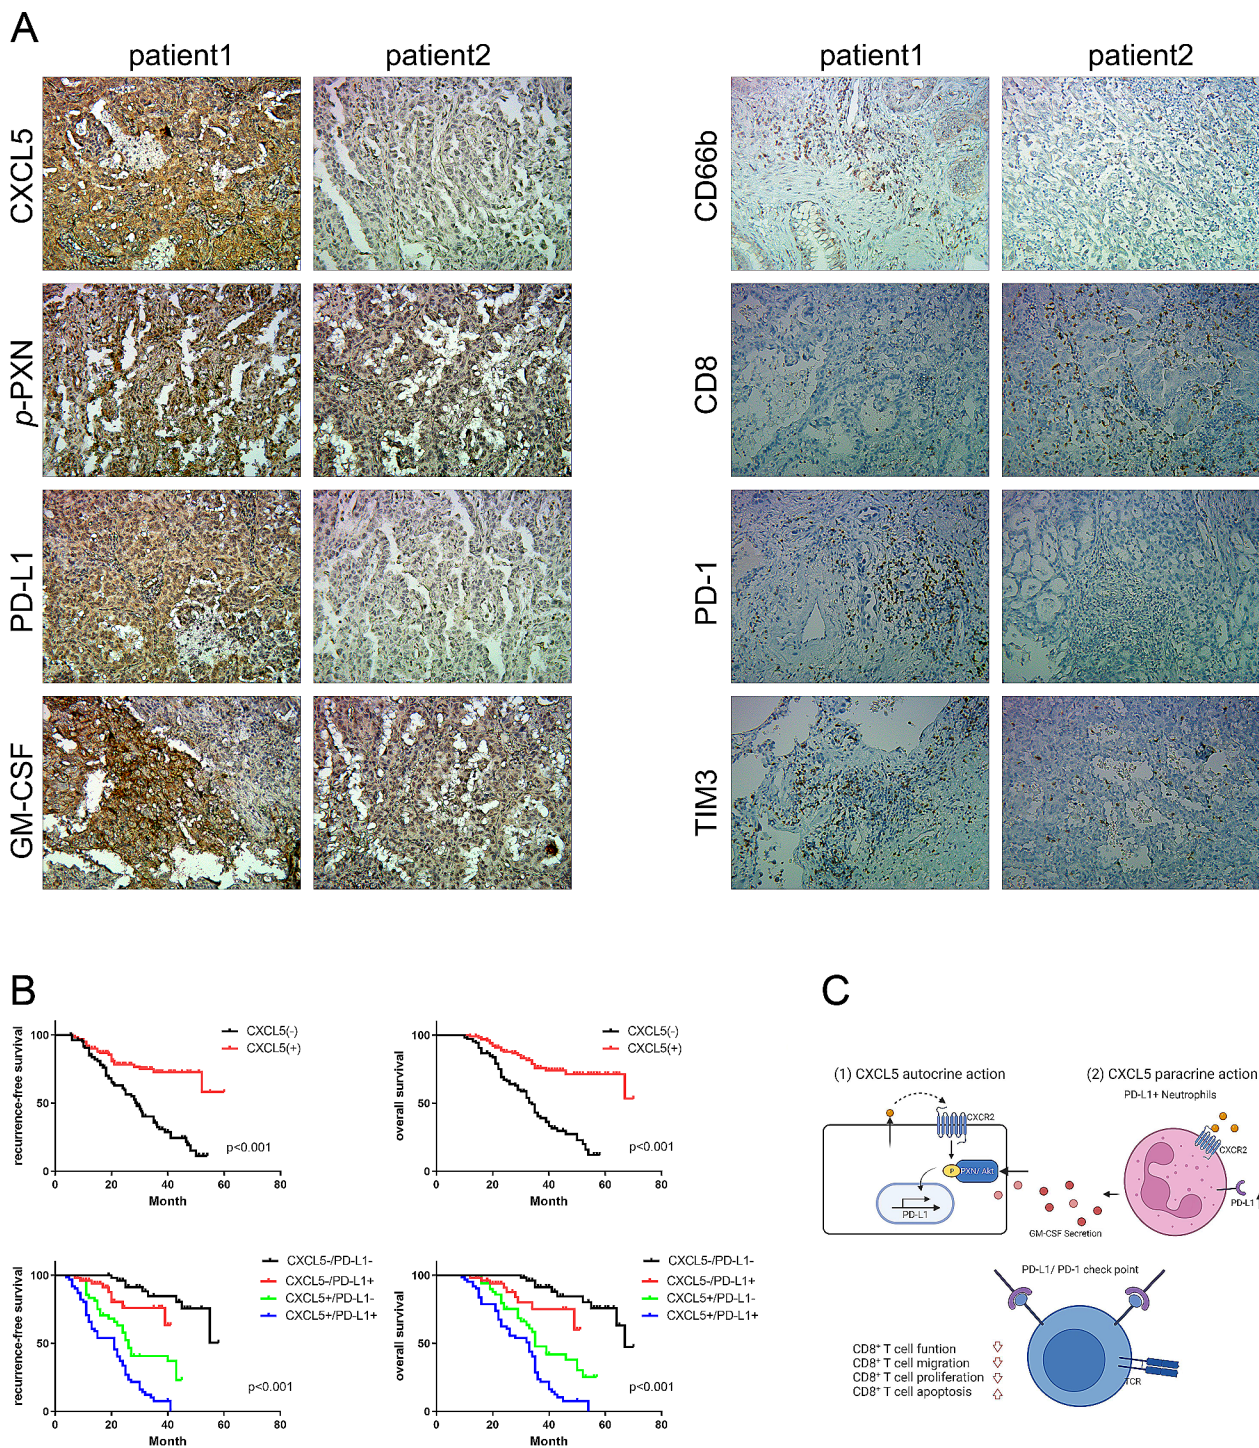 A
patient1
patient2
patient1
patient2
CXCL5
CD66b
p-PXN
CD8
PD-L1
PD-1
GM-CSF
TIM3
B
recurrence-free survival
100
50
0
0 20 40 60 80
Month
CXCL5(-)
CXCL5(+)
p<0.001
overall survival
100
50
0
0 20 40 60 80
Month
CXCL5(-)
CXCL5(+)
p<0.001
recurrence-free survival
100
50
0
0 20 40 60 80
Month
CXCL5-/PD-L1-
CXCL5-/PD-L1+
CXCL5+/PD-L1-
CXCL5+/PD-L1+
p<0.001
overall survival
100
50
0
0 20 40 60 80
Month
CXCL5-/PD-L1-
CXCL5-/PD-L1+
CXCL5+/PD-L1-
CXCL5+/PD-L1+
p<0.001
C
(1) CXCL5 autocrine action
(2) CXCL5 paracrine action
PD-L1+ Neutrophils
CXCR2
CXCR2
P
PXN/ Akt
PD-L1
PD-L1
GM-CSF Secretion
PD-L1/ PD-1 check point
TCR
CD8⁺ T cell funtion
CD8⁺ T cell migration
CD8⁺ T cell proliferation
CD8⁺ T cell apoptosis